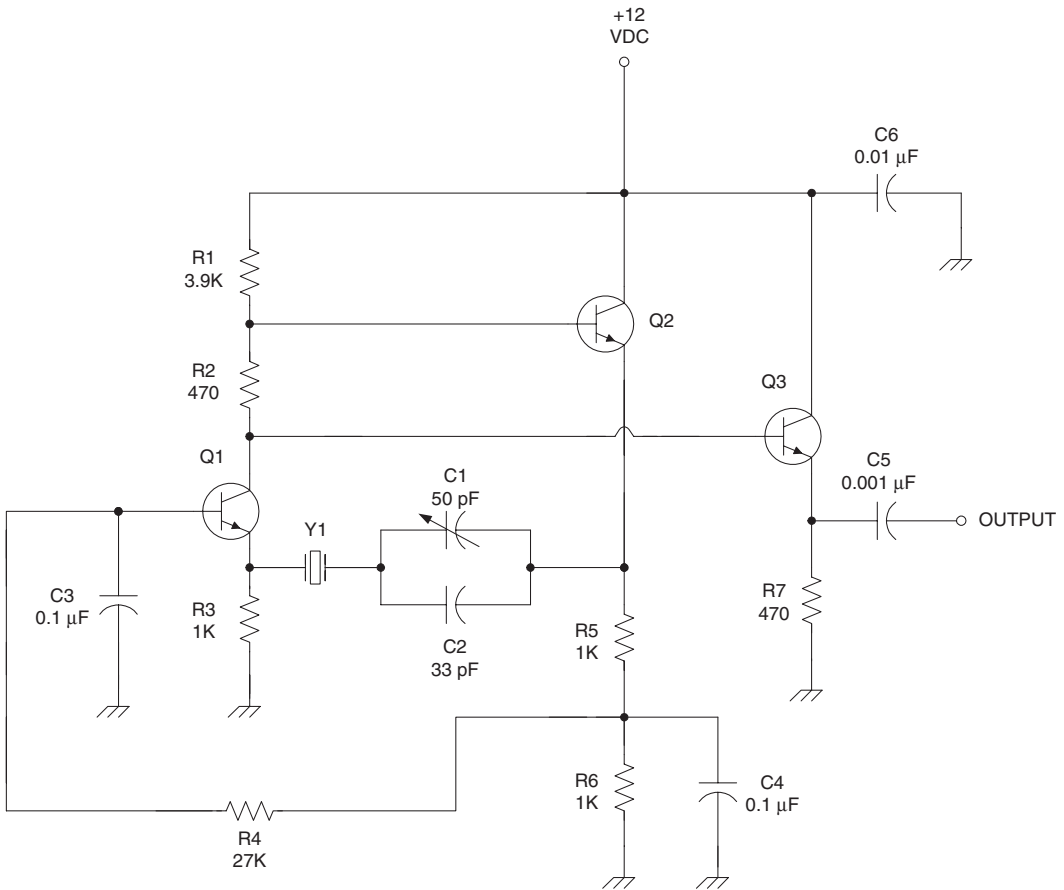 +12
VDC
C6
0.01 µF
R1
3.9K
Q2
R2
470
Q3
Q1
C5
0.001 µF
C1
50 pF
OUTPUT
Y1
C3
0.1 µF
R3
1K
R7
470
R5
1K
C2
33 pF
R6
1K
C4
0.1 µF
R4
27K